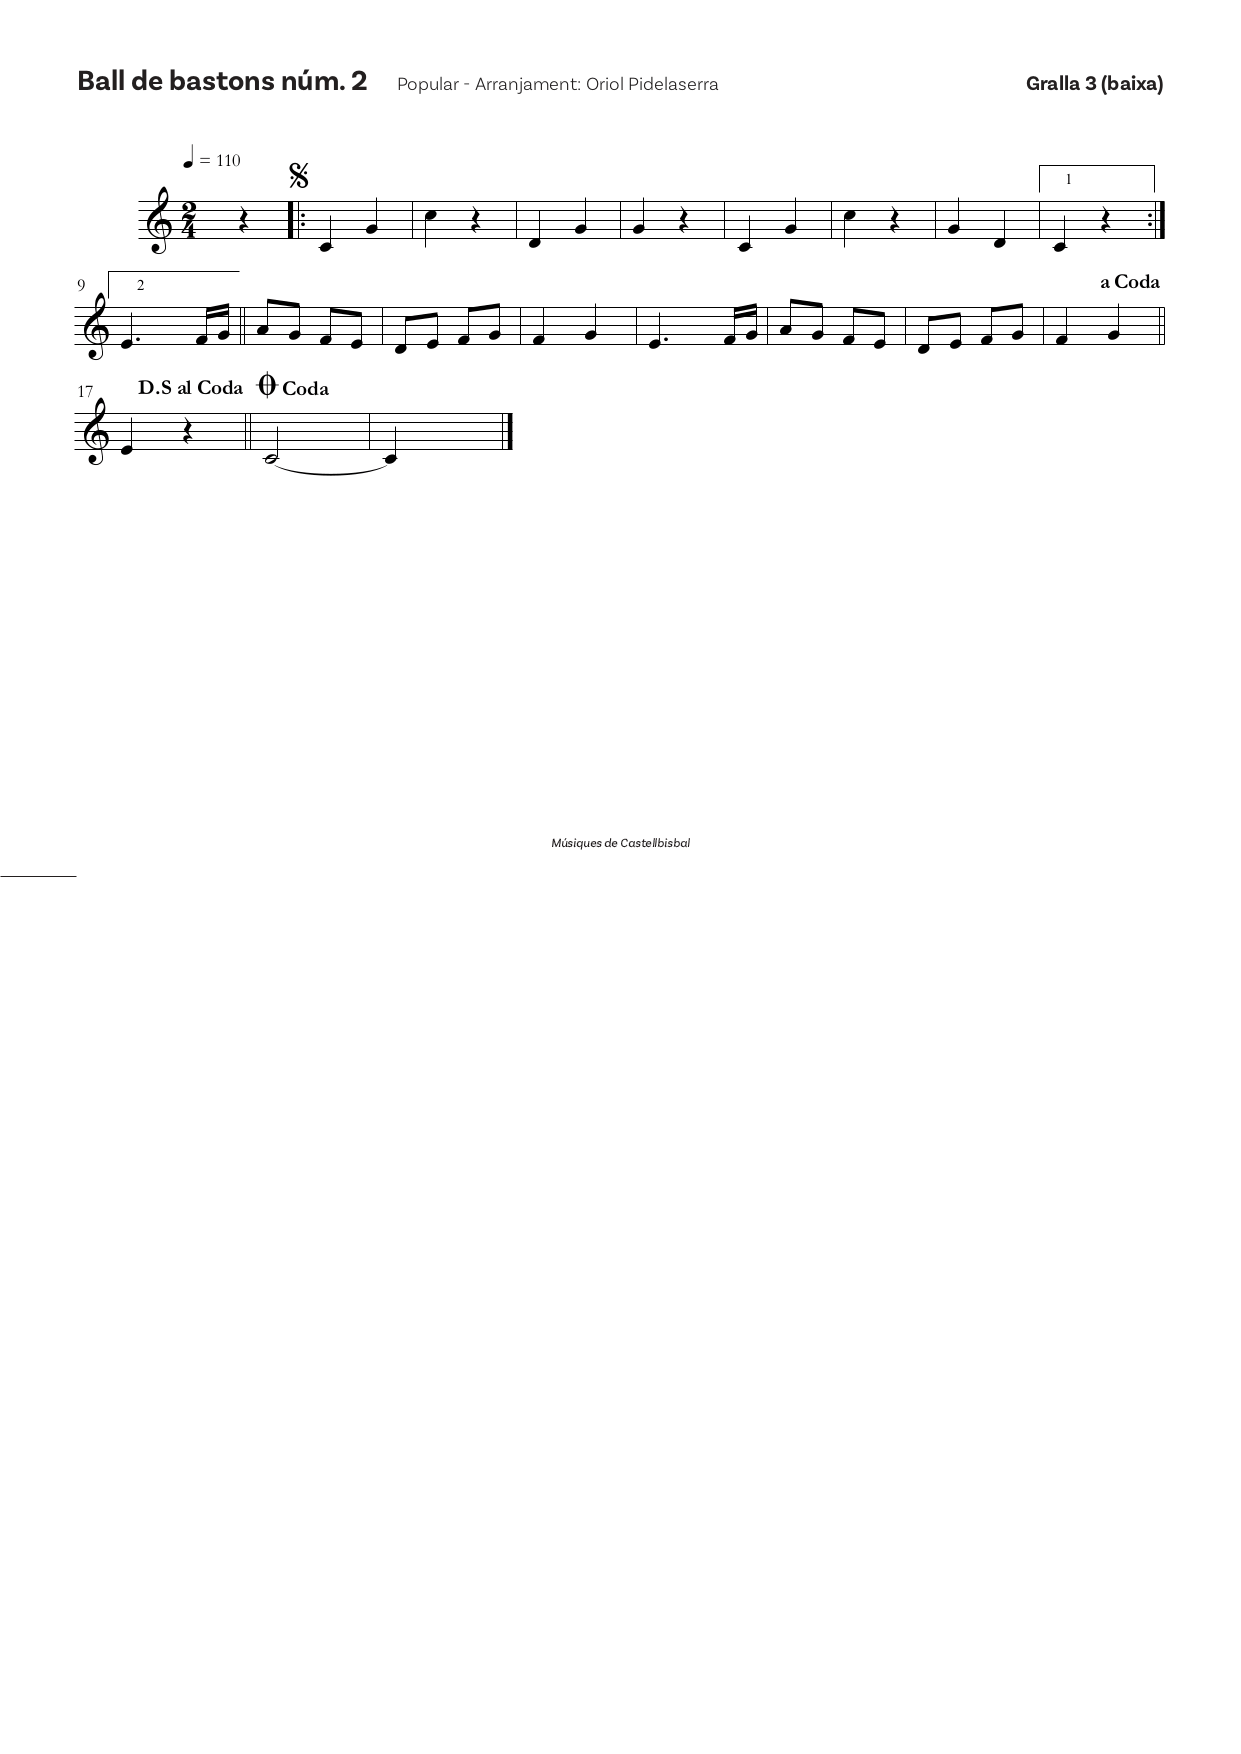 Ball de bastons núm. 2 Popular - Arranjament: Oriol Pidelaserra Gralla 3 (baixa)
= 110
1
9 2 a Coda
17 D.S al Coda Coda
Músiques de Castellbisbal